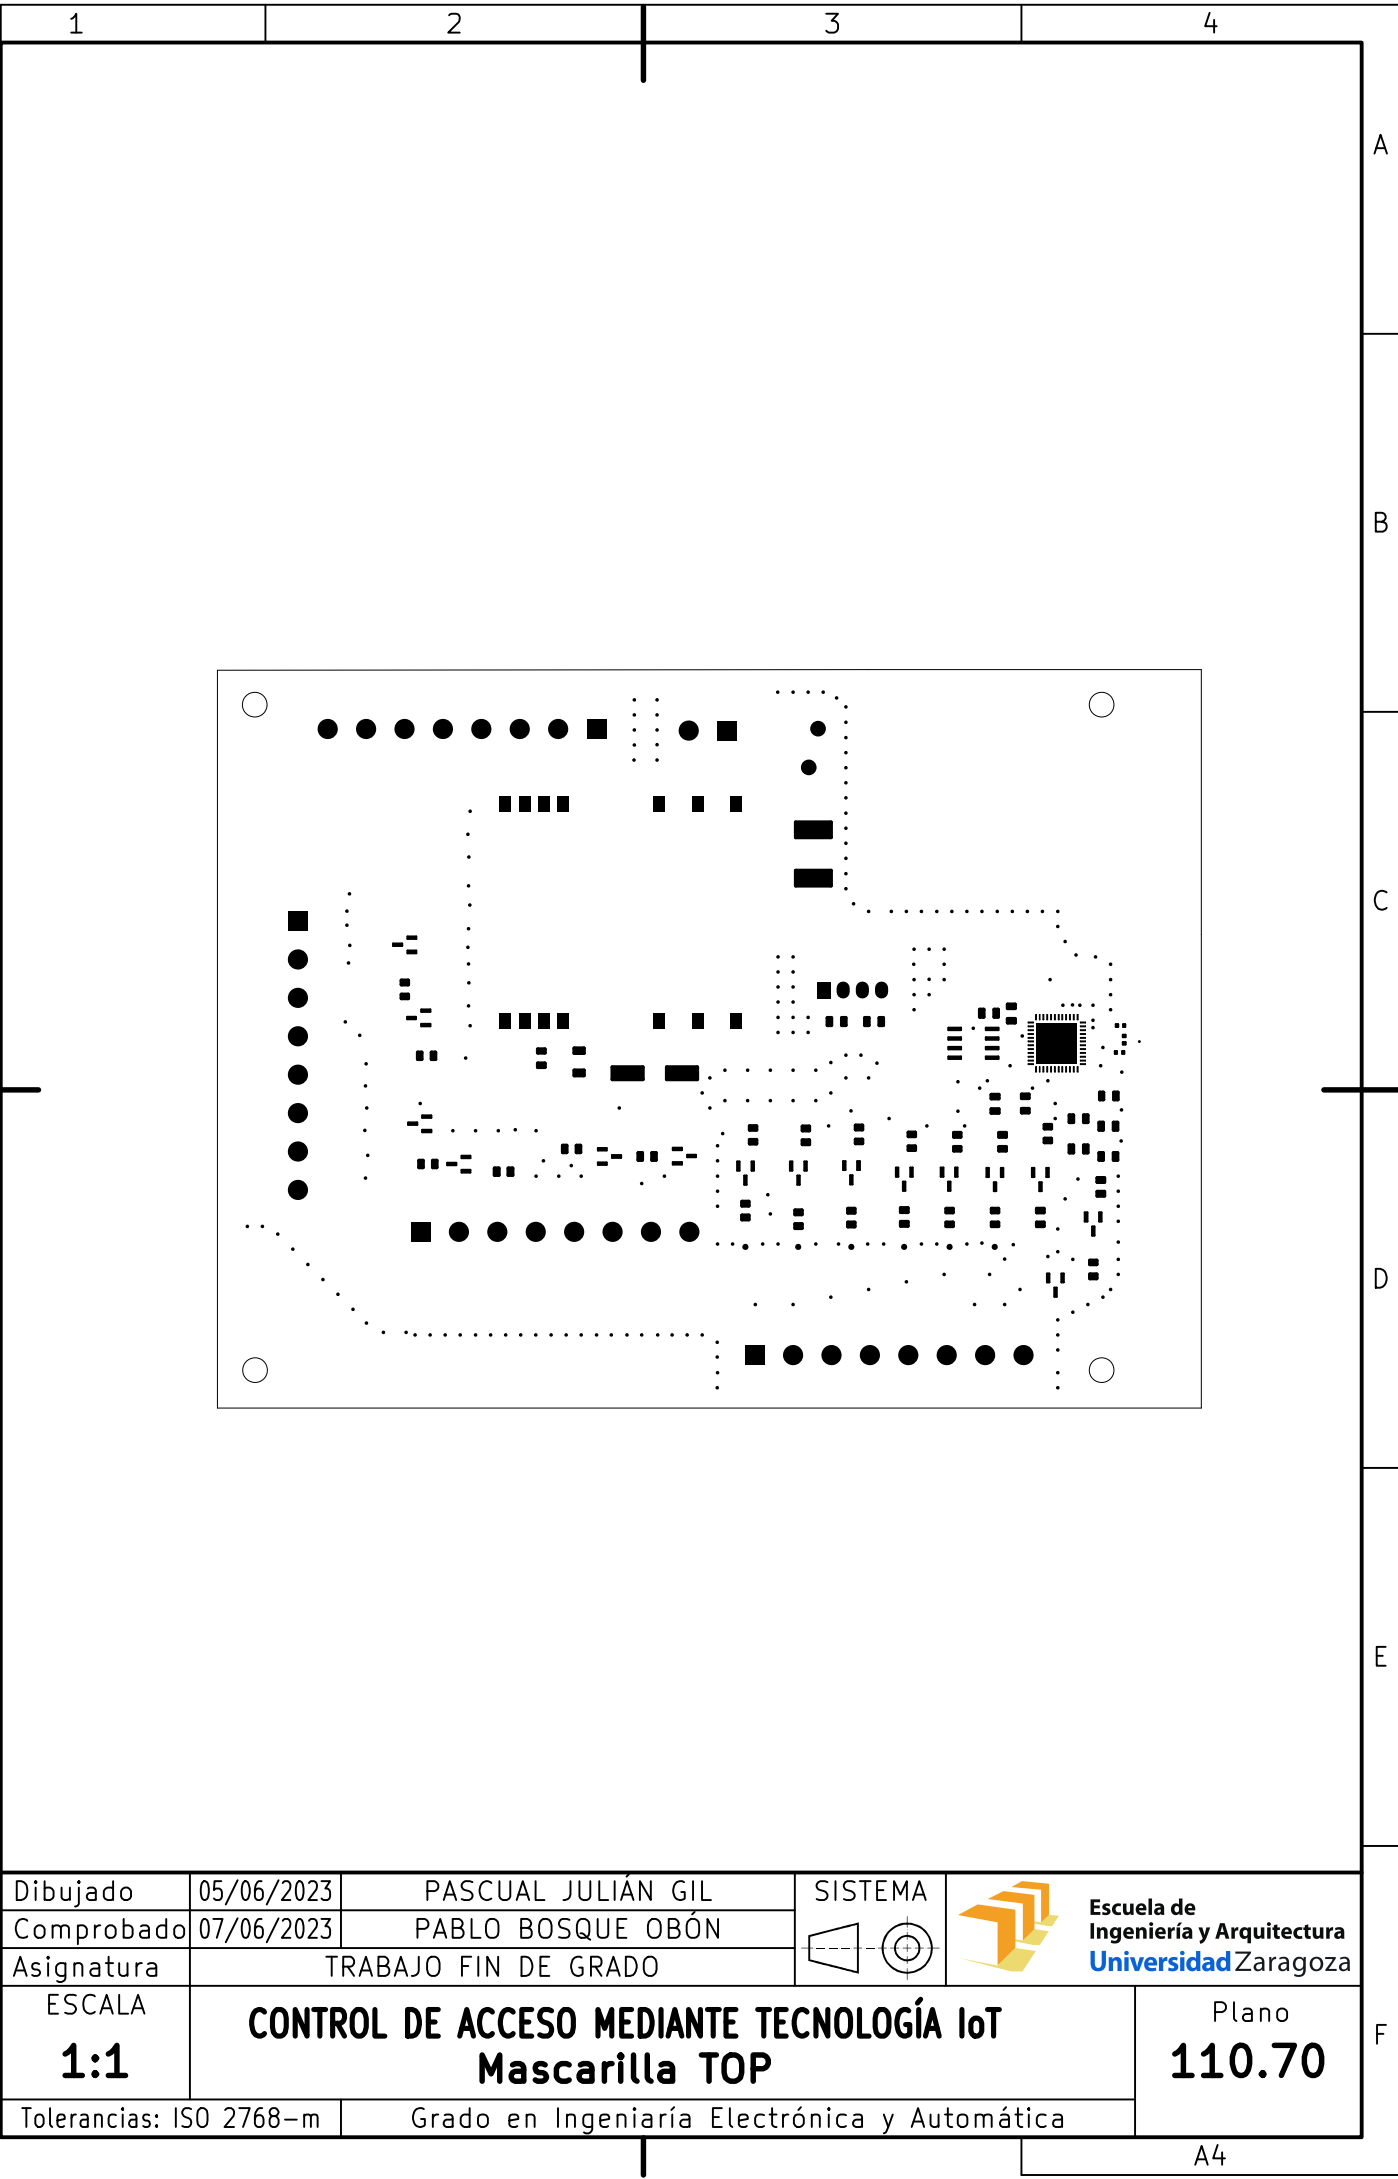 1 2 3 4
A
B
C
D
E
F
Dibujado 05/06/2023 PASCUAL JULIÁN GIL
Comprobado 07/06/2023 PABLO BOSQUE OBÓN
Asignatura TRABAJO FIN DE GRADO
SISTEMA
Escuela de
Ingeniería y Arquitectura
Universidad Zaragoza
ESCALA
1:1
CONTROL DE ACCESO MEDIANTE TECNOLOGÍA IoT
Mascarilla TOP
Plano
110.70
Tolerancias: ISO 2768-m
Grado en Ingeniaría Electrónica y Automática
A4